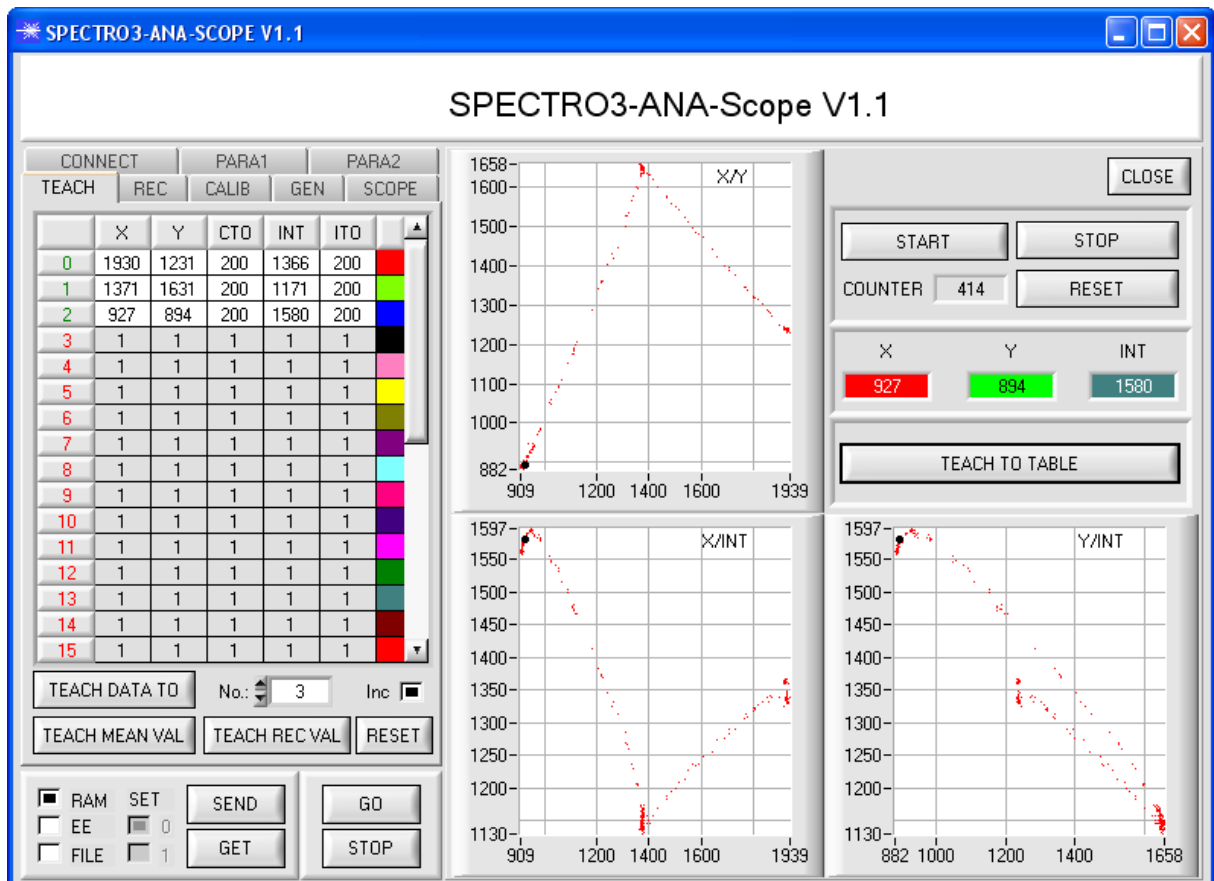 SPECTRO3-ANA-SCOPE V1.1
SPECTRO3-ANA-Scope V1.1
CONNECT PARA1 PARA2
TEACH REC CALIB GEN SCOPE
X Y CTO INT ITO
0 1930 1231 200 1366 200
1 1371 1631 200 1171 200
2 927 894 200 1580 200
3 1 1 1 1 1
4 1 1 1 1 1
5 1 1 1 1 1
6 1 1 1 1 1
7 1 1 1 1 1
8 1 1 1 1 1
9 1 1 1 1 1
10 1 1 1 1 1
11 1 1 1 1 1
12 1 1 1 1 1
13 1 1 1 1 1
14 1 1 1 1 1
15 1 1 1 1 1
TEACH DATA TO No.: 3 Inc
TEACH MEAN VAL TEACH REC VAL RESET
RAM SET SEND GO
EE 0
FILE 1 GET STOP
X/Y
1658
1600
1500
1400
1300
1200
1100
1000
882
909 1200 1400 1600 1939
CLOSE
START STOP
COUNTER 414 RESET
X Y INT
927 894 1580
TEACH TO TABLE
X/INT
1597
1550
1500
1450
1400
1350
1300
1250
1200
1130
909 1200 1400 1600 1939
Y/INT
1597
1550
1500
1450
1400
1350
1300
1250
1200
1130
882 1000 1200 1400 1658